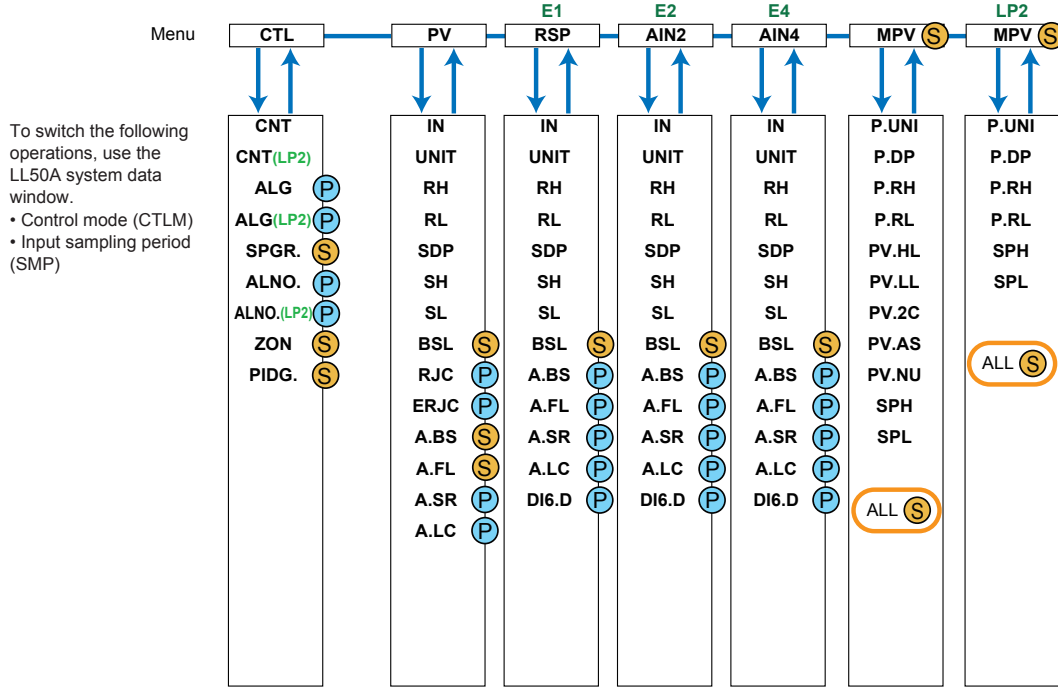 E1 E2 E4 LP2
Menu CTL PV RSP AIN2 AIN4 MPV S MPV S
To switch the following
operations, use the
LL50A system data
window.
• Control mode (CTLM)
• Input sampling period
(SMP)
CNT
CNT(LP2)
ALG P
ALG(LP2) P
SPGR. S
ALNO. P
ALNO.(LP2) P
ZON S
PIDG. S
IN
UNIT
RH
RL
SDP
SH
SL
BSL S
RJC P
ERJC P
A.BS S
A.FL S
A.SR P
A.LC P
IN
UNIT
RH
RL
SDP
SH
SL
BSL S
A.BS P
A.FL P
A.SR P
A.LC P
DI6.D P
IN
UNIT
RH
RL
SDP
SH
SL
BSL S
A.BS P
A.FL P
A.SR P
A.LC P
DI6.D P
IN
UNIT
RH
RL
SDP
SH
SL
BSL S
A.BS P
A.FL P
A.SR P
A.LC P
DI6.D P
P.UNI
P.DP
P.RH
P.RL
PV.HL
PV.LL
PV.2C
PV.AS
PV.NU
SPH
SPL
ALL S
P.UNI
P.DP
P.RH
P.RL
SPH
SPL
ALL S